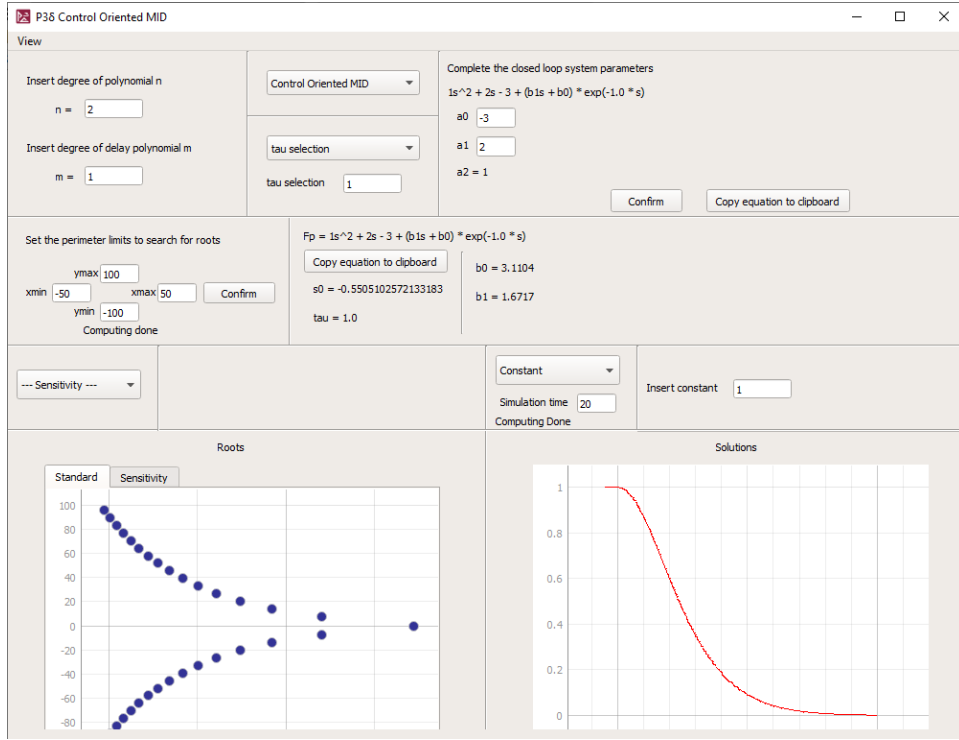 P3δ Control Oriented MID
View
Insert degree of polynomial n
n = 2
Insert degree of delay polynomial m
m = 1
Control Oriented MID
tau selection
tau selection 1
Complete the closed loop system parameters
1s^2 + 2s - 3 + (b1s + b0) * exp(-1.0 * s)
a0 -3
a1 2
a2 = 1
Confirm Copy equation to clipboard
Set the perimeter limits to search for roots
ymax 100
xmin -50 xmax 50 Confirm
ymin -100
Computing done
Fp = 1s^2 + 2s - 3 + (b1s + b0) * exp(-1.0 * s)
Copy equation to clipboard
s0 = -0.5505102572133183
tau = 1.0
b0 = 3.1104
b1 = 1.6717
--- Sensitivity ---
Constant
Simulation time 20
Computing Done
Insert constant 1
Roots
Standard Sensitivity
100
80
60
40
20
0
-20
-40
-60
-80
Solutions
1
0.8
0.6
0.4
0.2
0